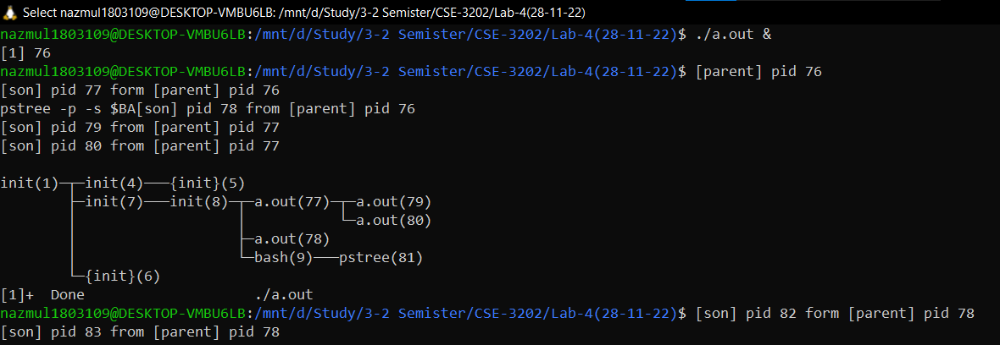 Select nazmul1803109@DESKTOP-VMBU6LB: /mnt/d/Study/3-2 Semister/CSE-3202/Lab-4(28-11-22)
nazmul1803109@DESKTOP-VMBU6LB:/mnt/d/Study/3-2 Semister/CSE-3202/Lab-4(28-11-22)$ ./a.out &
[1] 76
nazmul1803109@DESKTOP-VMBU6LB:/mnt/d/Study/3-2 Semister/CSE-3202/Lab-4(28-11-22)$ [parent] pid 76
[son] pid 77 form [parent] pid 76
pstree -p -s $BA[son] pid 78 from [parent] pid 76
[son] pid 79 from [parent] pid 77
[son] pid 80 from [parent] pid 77
init(1)─┬─init(4)───{init}(5)
        ├─init(7)───init(8)─┬─a.out(77)─┬─a.out(79)
        │                   │           └─a.out(80)
        │                   ├─a.out(78)
        │                   └─bash(9)───pstree(81)
        └─{init}(6)
[1]+  Done                    ./a.out
nazmul1803109@DESKTOP-VMBU6LB:/mnt/d/Study/3-2 Semister/CSE-3202/Lab-4(28-11-22)$ [son] pid 82 form [parent] pid 78
[son] pid 83 from [parent] pid 78